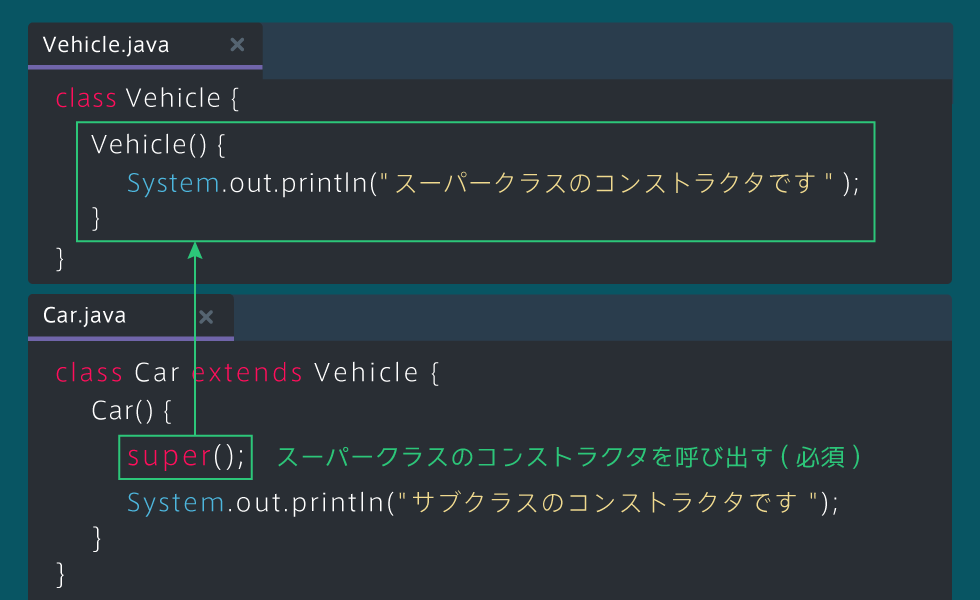 Vehicle.java ×
class Vehicle {
Vehicle() {
System.out.println("スーパークラスのコンストラクタです");
}
}
Car.java ×
class Car extends Vehicle {
Car() {
super(); スーパークラスのコンストラクタを呼び出す(必須)
System.out.println("サブクラスのコンストラクタです");
}
}